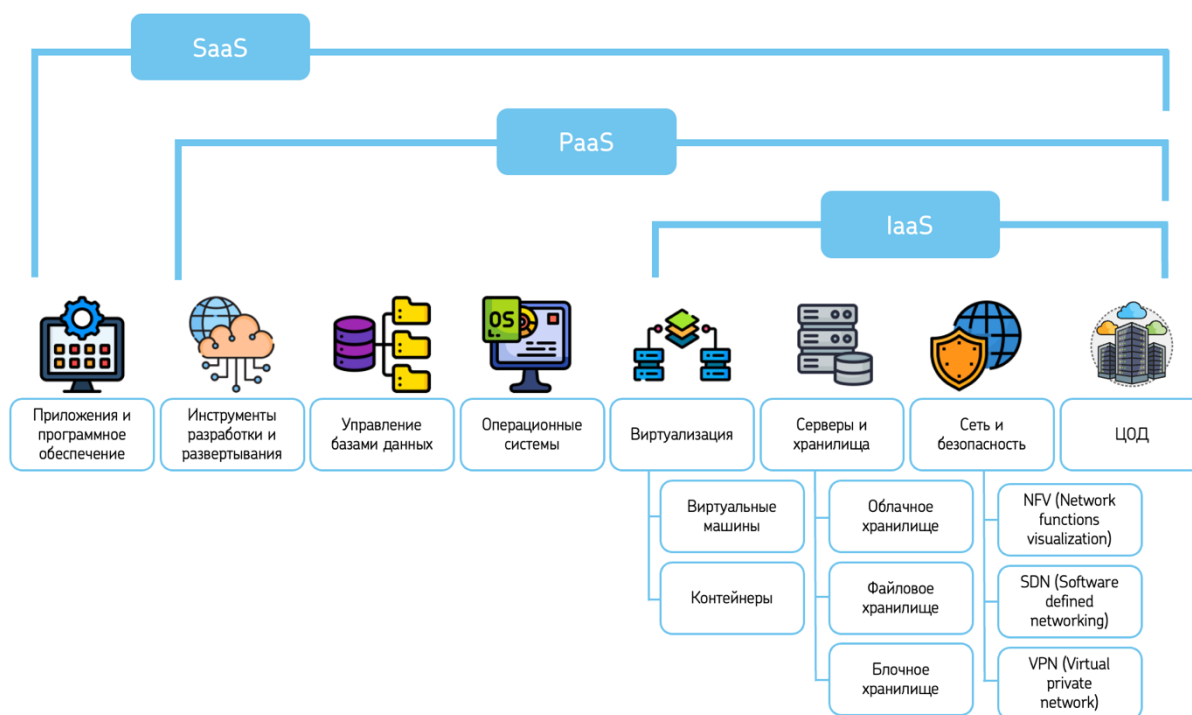 SaaS
PaaS
IaaS
OS
Приложения и
программное
обеспечение
Инструменты
разработки и
развертывания
Управление
базами данных
Операционные
системы
Виртуализация
Серверы и
хранилища
Сеть и
безопасность
ЦОД
Виртуальные
машины
Контейнеры
Облачное
хранилище
Файловое
хранилище
Блочное
хранилище
NFV (Network
functions
visualization)
SDN (Software
defined
networking)
VPN (Virtual
private
network)